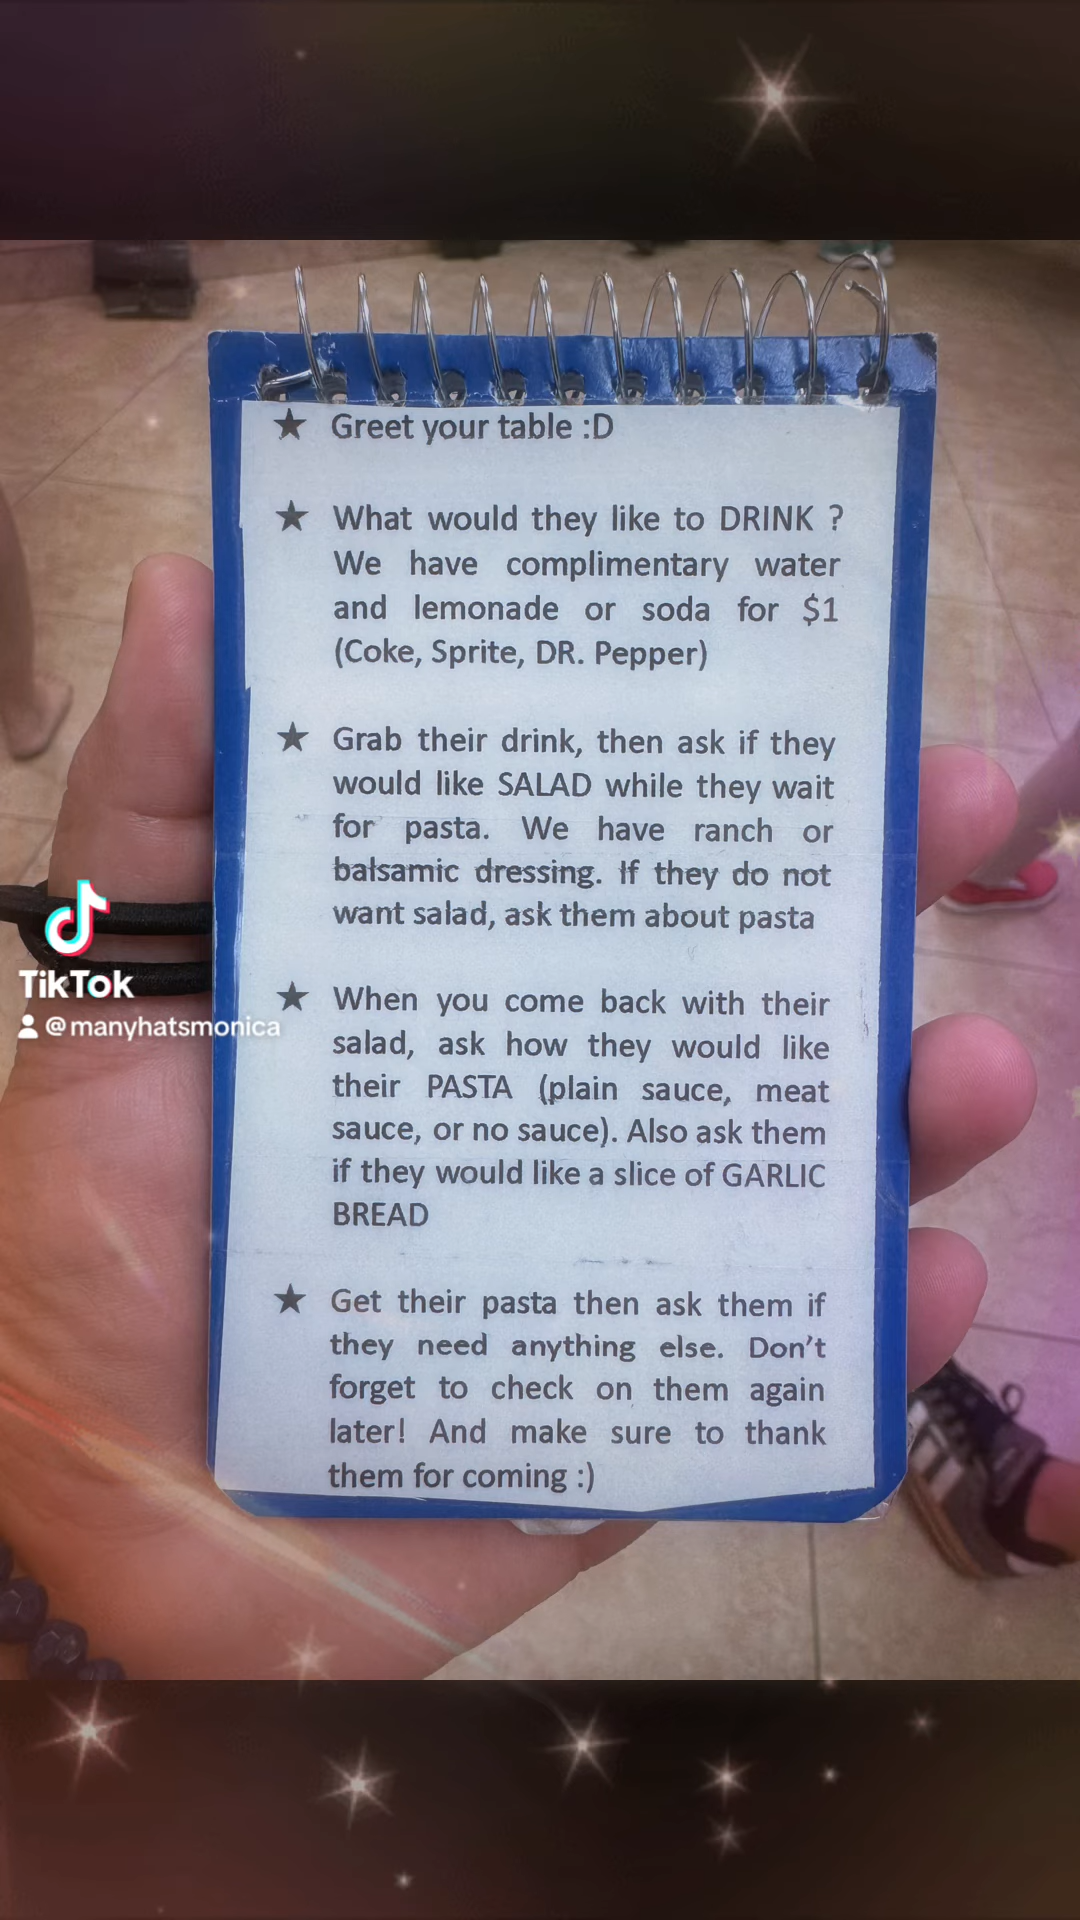 ★ Greet your table :D
★ What would they like to DRINK ?
We have complimentary water
and lemonade or soda for $1
(Coke, Sprite, DR. Pepper)
★ Grab their drink, then ask if they
would like SALAD while they wait
for pasta. We have ranch or
balsamic dressing. If they do not
want salad, ask them about pasta
★ When you come back with their
salad, ask how they would like
their PASTA (plain sauce, meat
sauce, or no sauce). Also ask them
if they would like a slice of GARLIC
BREAD
★ Get their pasta then ask them if
they need anything else. Don't
forget to check on them again
later! And make sure to thank
them for coming :)
TikTok
@manyhatsmonica